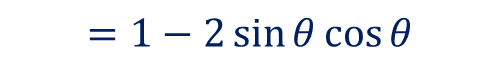 = 1 − 2 sin θ cos θ